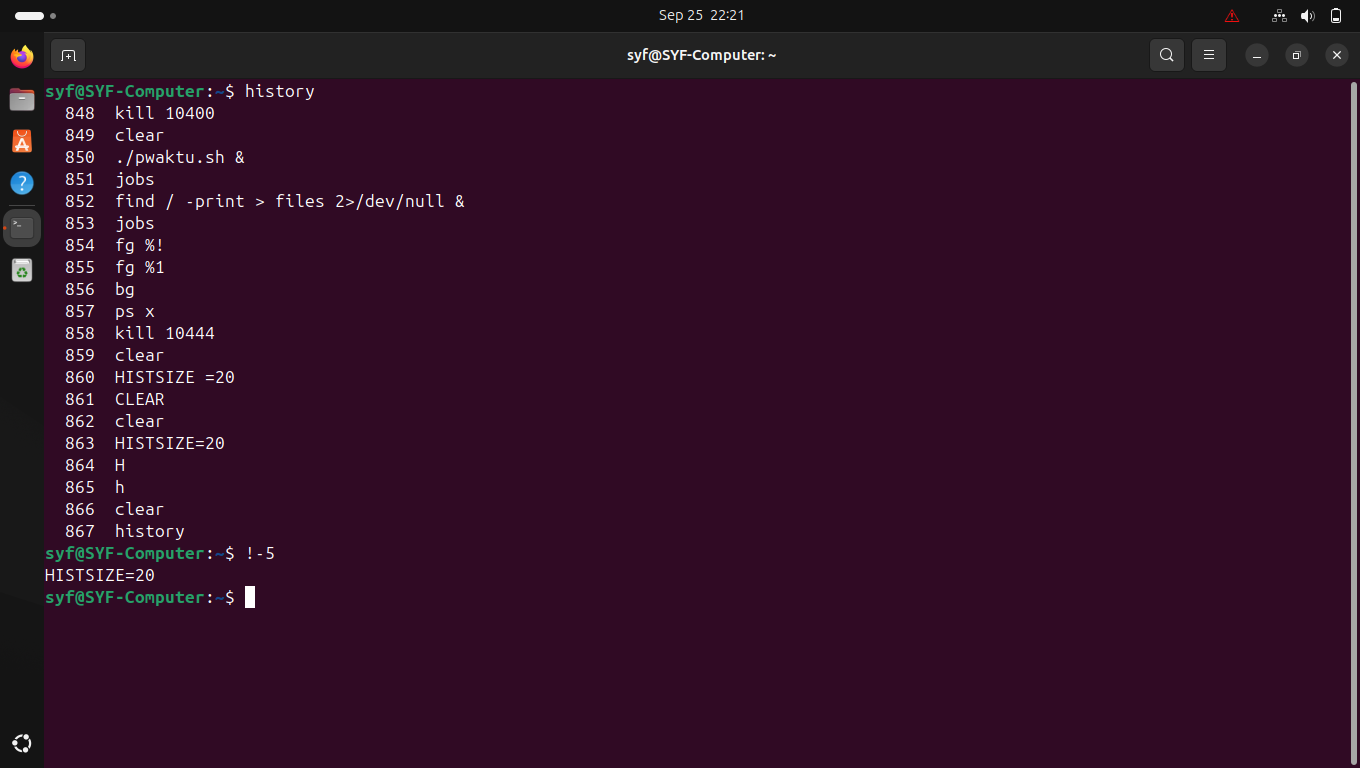 Sep 25 22:21
syf@SYF-Computer: ~
syf@SYF-Computer:~$ history
848 kill 10400
849 clear
850 ./pwaktu.sh &
851 jobs
852 find / -print > files 2>/dev/null &
853 jobs
854 fg %!
855 fg %1
856 bg
857 ps x
858 kill 10444
859 clear
860 HISTSIZE =20
861 CLEAR
862 clear
863 HISTSIZE=20
864 H
865 h
866 clear
867 history
syf@SYF-Computer:~$ !-5
HISTSIZE=20
syf@SYF-Computer:~$